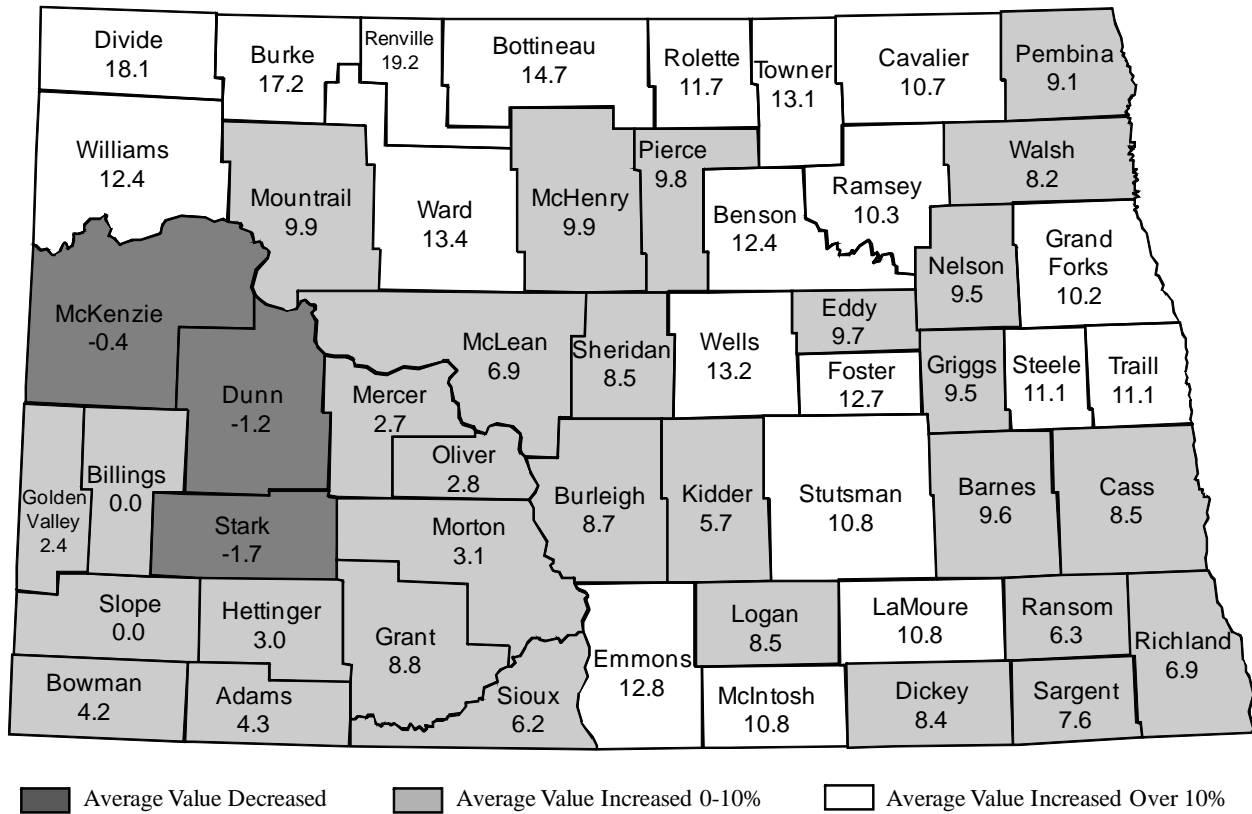 Divide
18.1
Burke
17.2
Renville
19.2
Bottineau
14.7
Rolette
11.7
Towner
13.1
Cavalier
10.7
Pembina
9.1
Williams
12.4
Mountrail
9.9
Ward
13.4
McHenry
9.9
Pierce
9.8
Benson
12.4
Ramsey
10.3
Walsh
8.2
Nelson
9.5
Grand
Forks
10.2
McKenzie
-0.4
Dunn
-1.2
McLean
6.9
Mercer
2.7
Oliver
2.8
Sheridan
8.5
Wells
13.2
Eddy
9.7
Foster
12.7
Griggs
9.5
Steele
11.1
Traill
11.1
Golden
Valley
2.4
Billings
0.0
Stark
-1.7
Morton
3.1
Burleigh
8.7
Kidder
5.7
Stutsman
10.8
Barnes
9.6
Cass
8.5
Slope
0.0
Hettinger
3.0
Grant
8.8
Bowman
4.2
Adams
4.3
Sioux
6.2
Emmons
12.8
Logan
8.5
McIntosh
10.8
LaMoure
10.8
Dickey
8.4
Ransom
6.3
Sargent
7.6
Richland
6.9
Average Value Decreased
Average Value Increased 0-10%
Average Value Increased Over 10%